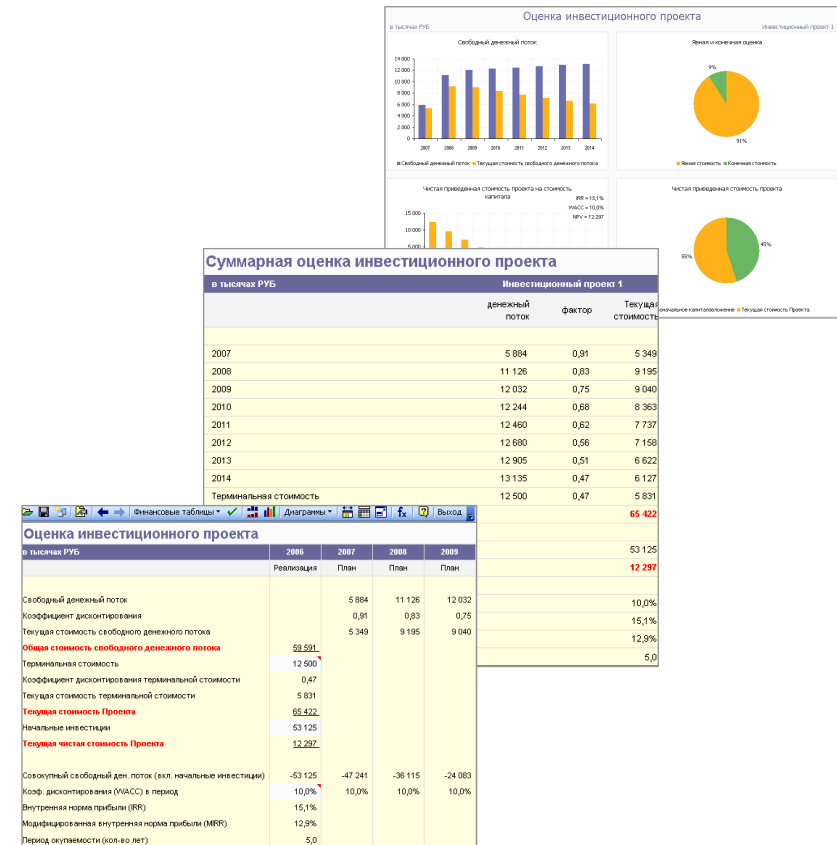 Оценка инвестиционного проекта
в тысячах РУБ Инвестиционный проект 1
Свободный денежный поток
14 000
12 000
10 000
8 000
6 000
4 000
2 000
0
2007 2008 2009 2010 2011 2012 2013 2014
Свободный денежный поток Текущая стоимость свободного денежного потока
Явная и конечная оценка
9%
91%
Явная стоимость Конечная стоимость
Чистая приведенная стоимость проекта на стоимость
капитала
IRR = 15,1%
WACC = 10,0%
NPV = 12 297
15 000
10 000
5 000
Чистая приведенная стоимость проекта
45%
55%
капиталовложение Текущая стоимость Проекта
Суммарная оценка инвестиционного проекта
в тысячах РУБ Инвестиционный проект 1
денежный поток фактор Текущая стоимость
2007 5 884 0,91 5 349
2008 11 126 0,83 9 195
2009 12 032 0,75 9 040
2010 12 244 0,68 8 363
2011 12 460 0,62 7 737
2012 12 680 0,56 7 158
2013 12 905 0,51 6 622
2014 13 135 0,47 6 127
Терминальная стоимость 12 500 0,47 5 831
65 422
53 125
12 297
10,0%
15,1%
12,9%
5,0
Финансовые таблицы Диаграммы fx Выход
Оценка инвестиционного проекта
в тысячах РУБ 2006 2007 2008 2009
Реализация План План План
Свободный денежный поток 5 884 11 126 12 032
Коэффициент дисконтирования 0,91 0,83 0,75
Текущая стоимость свободного денежного потока 5 349 9 195 9 040
Общая стоимость свободного денежного потока 59 591
Терминальная стоимость 12 500
Коэффициент дисконтирования терминальной стоимости 0,47
Текущая стоимость терминальной стоимости 5 831
Текущая стоимость Проекта 65 422
Начальные инвестиции 53 125
Текущая чистая стоимость Проекта 12 297
Совокупный свободный ден. поток (вкл. начальные инвестиции) -53 125 -47 241 -36 115 -24 083
Коэф. дисконтирования (WACC) в период 10,0% 10,0% 10,0% 10,0%
Внутренняя норма прибыли (IRR) 15,1%
Модифицированная внутренняя норма прибыли (MIRR) 12,9%
Период окупаемости (кол-во лет) 5,0